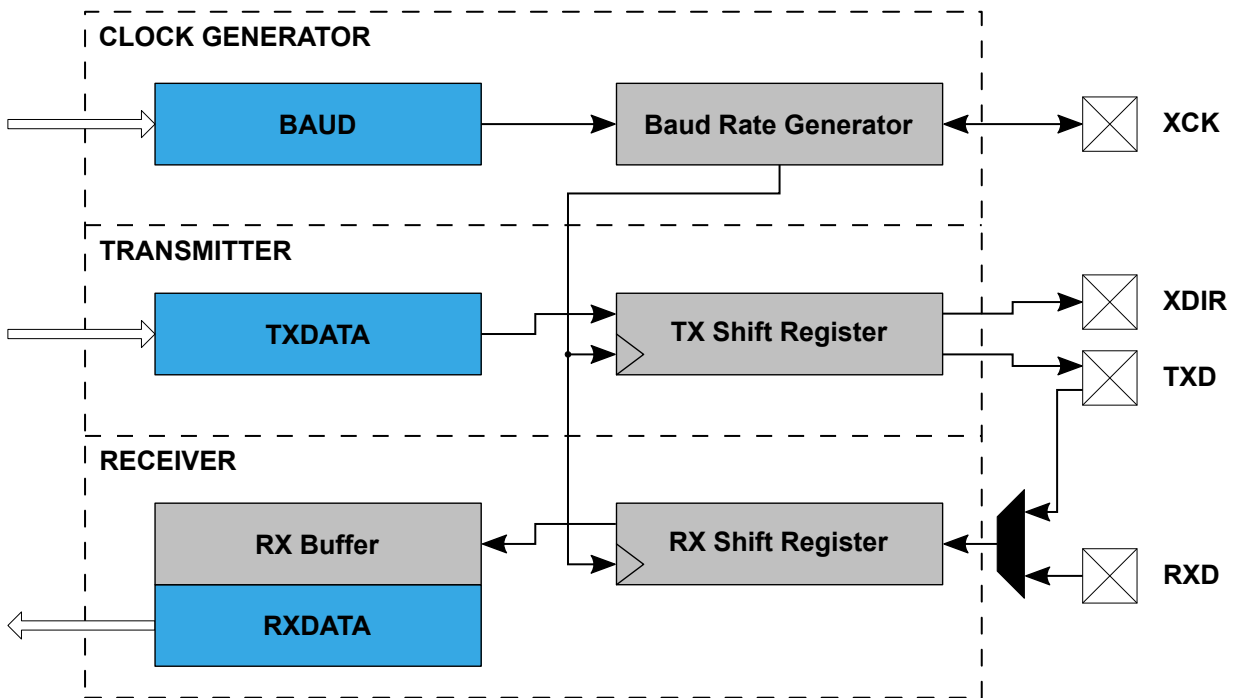 CLOCK GENERATOR
BAUD
Baud Rate Generator
XCK
TRANSMITTER
TXDATA
TX Shift Register
XDIR
TXD
RECEIVER
RX Buffer
RX Shift Register
RXD
RXDATA